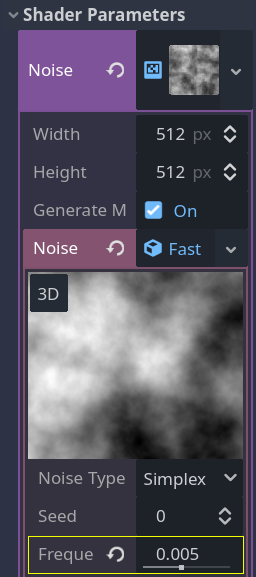 Shader Parameters
Noise
Width 512 px
Height 512 px
Generate M On
Noise Fast
3D
Noise Type Simplex
Seed 0
Freque 0.005